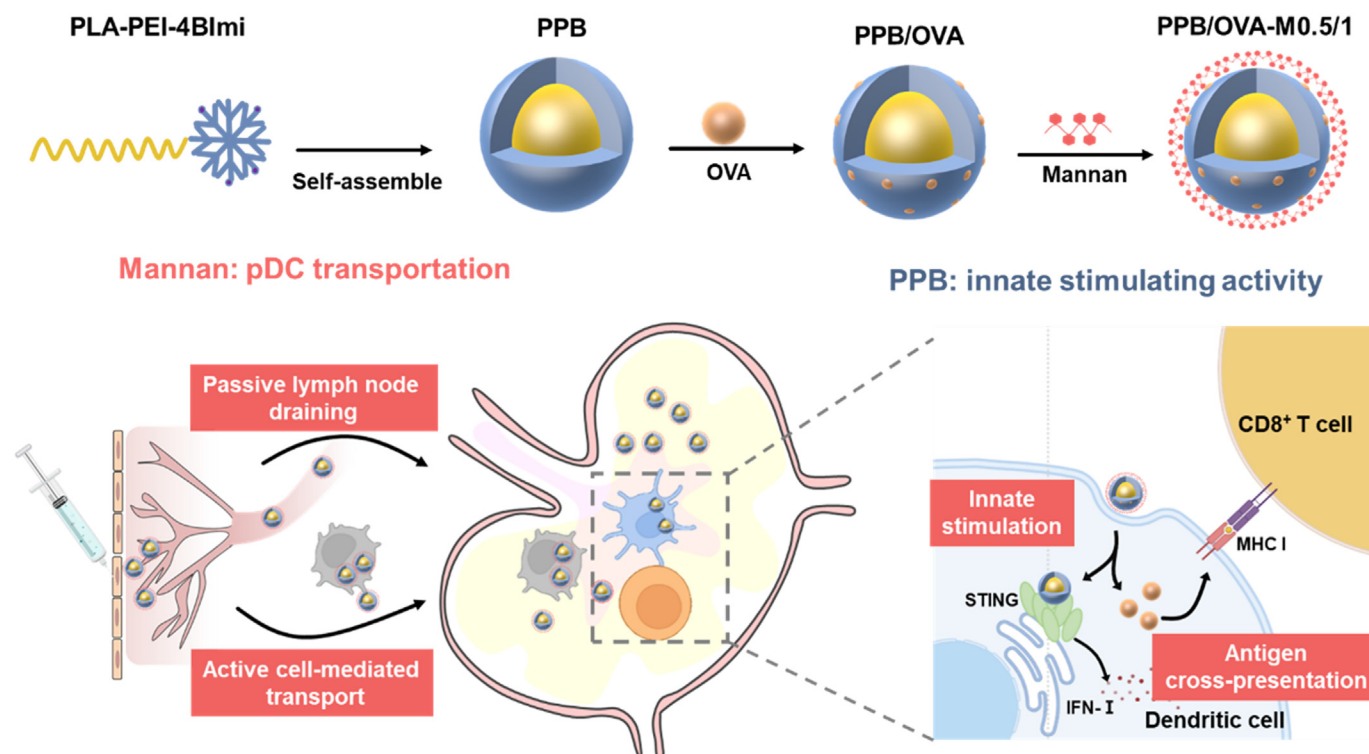 PLA-PEI-4BImi
PPB
PPB/OVA
PPB/OVA-M0.5/1
Self-assemble
OVA
Mannan
Mannan: pDC transportation
PPB: innate stimulating activity
Passive lymph node
draining
Active cell-mediated
transport
CD8⁺ T cell
Innate
stimulation
MHC I
STING
Antigen
cross-presentation
IFN- I
Dendritic cell